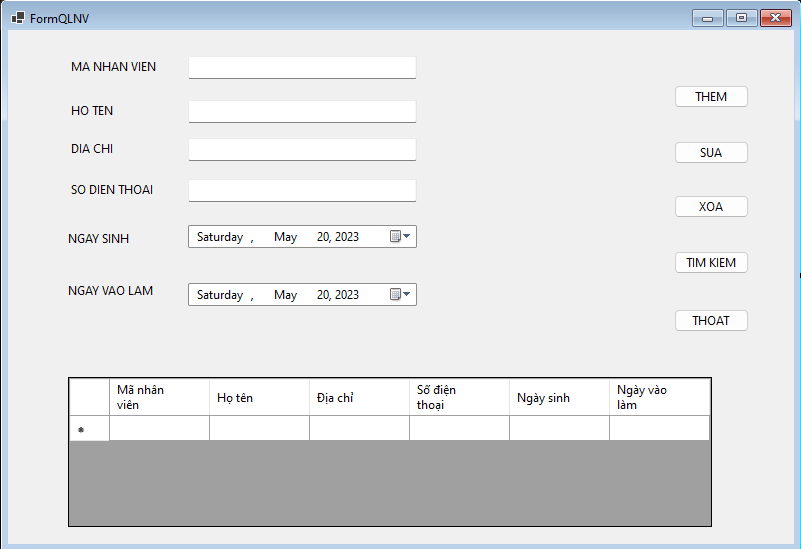 FormQLNV
MA NHAN VIEN
THEM
HO TEN
DIA CHI
SUA
SO DIEN THOAI
XOA
NGAY SINH
Saturday , May 20, 2023
TIM KIEM
NGAY VAO LAM
Saturday , May 20, 2023
THOAT
Mã nhân
viên
Họ tên
Địa chỉ
Số điện
thoại
Ngày sinh
Ngày vào
làm